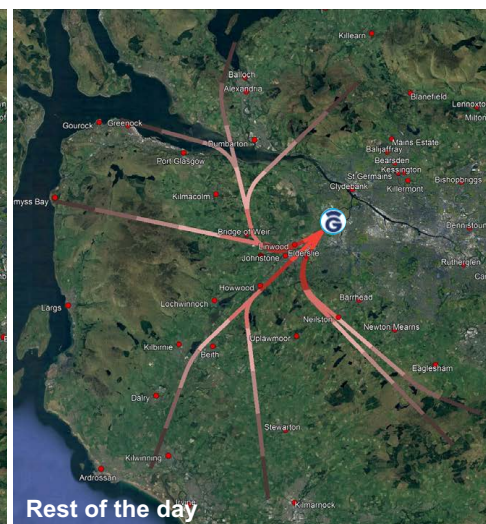 Killearn
Balloch
Alexandria
Blanefield
Lennoxto
Milton
Gourock
Greenock
Dumbarton
Mains Estate
Baljaffray
Port Glasgow
Bearsden
Kessington
St Germains
Bishopbriggs
Clydebank
Killermont
Kilmacolm
myss Bay
G
Bridge of Weir
Dennistoun
Linwood
Johnstone
Elderslie
Rutherglen
Ca
Howwood
Lochwinnoch
Barrhead
Largs
Neilston
Newton Mearns
Uplawmoor
Kilbirnie
Beith
Eaglesham
Dalry
Stewarton
Kilwinning
Ardrossan
Irvine
Kilmarnock
Rest of the day